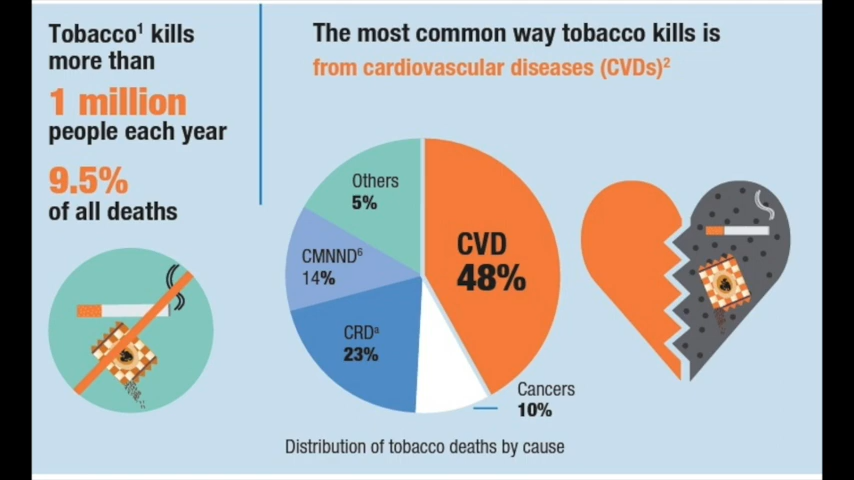 Tobacco¹ kills
more than
1 million
people each year
9.5%
of all deaths
The most common way tobacco kills is
from cardiovascular diseases (CVDs)²
Others
5%
CMNND⁶
14%
CRDᵃ
23%
CVD
48%
Cancers
10%
Distribution of tobacco deaths by cause